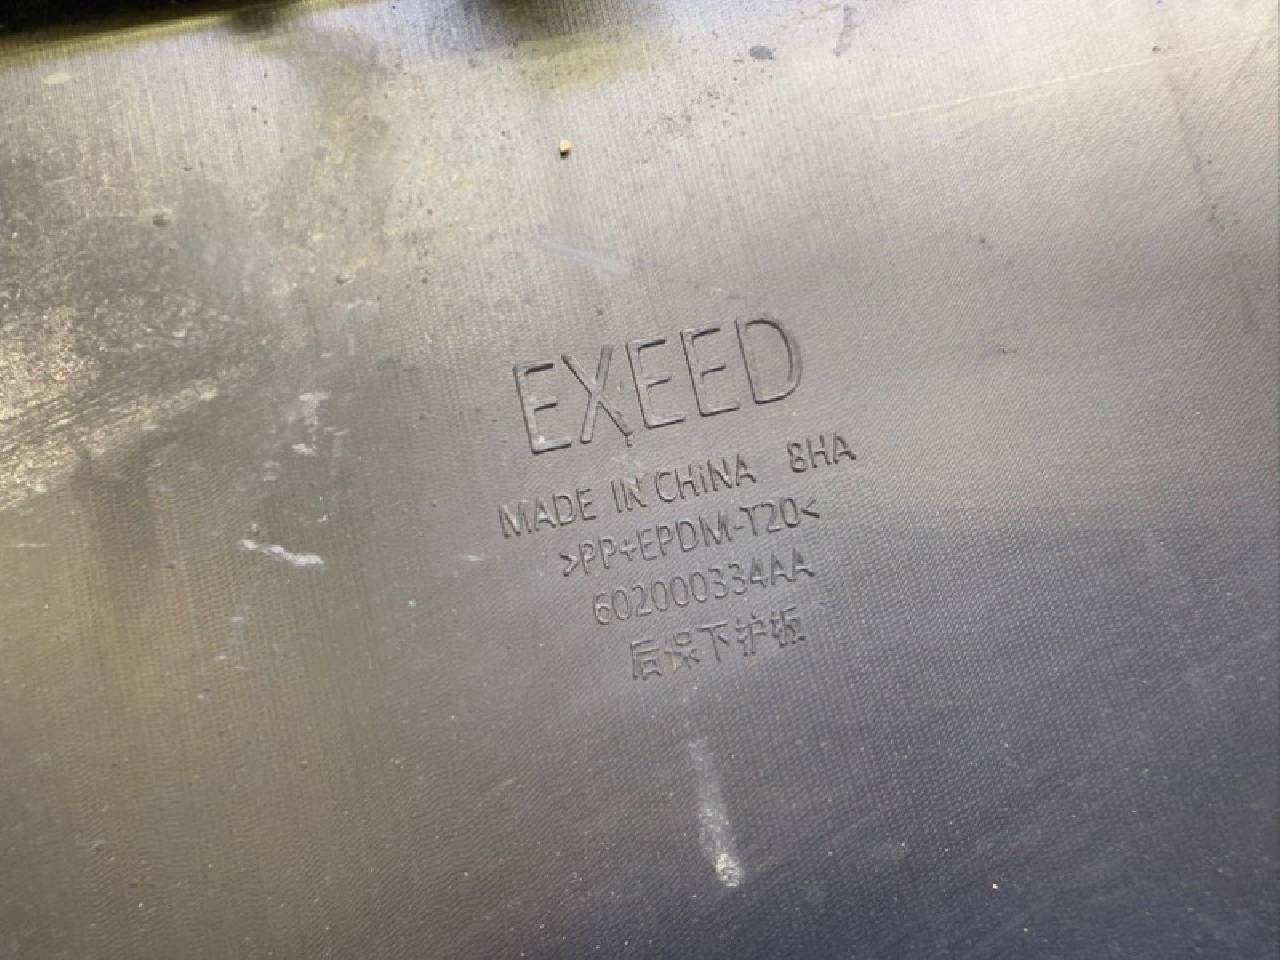 EXEED
MADE IN CHiNA 8HA
>PP+EPDM-T20<
602000334AA
后保下护板